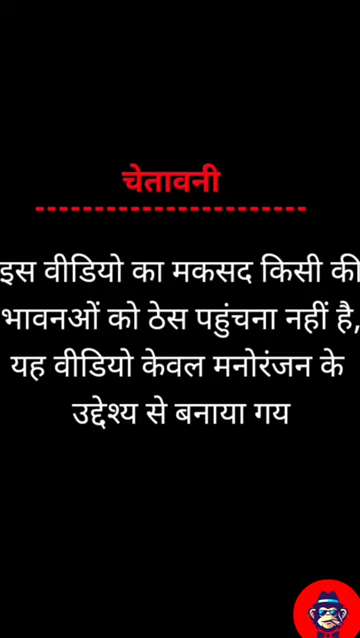 चेतावनी
इस वीडियो का मकसद किसी की
भावनओं को ठेस पहुंचना नहीं है,
यह वीडियो केवल मनोरंजन के
उद्देश्य से बनाया गय